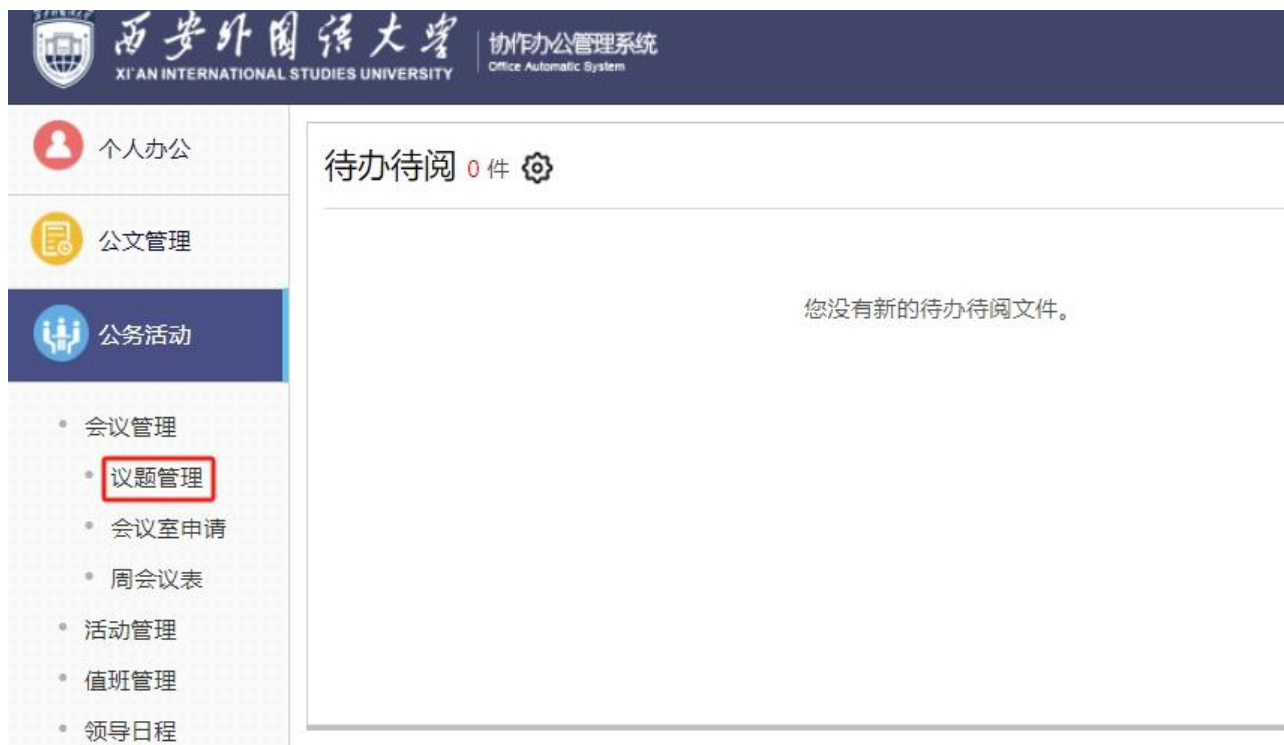 西安外国语大学
XI'AN INTERNATIONAL STUDIES UNIVERSITY
协作办公管理系统
Office Automatic System
个人办公
待办待阅 0 件
公文管理
您没有新的待办待阅文件。
公务活动
会议管理
议题管理
会议室申请
周会议表
活动管理
值班管理
领导日程